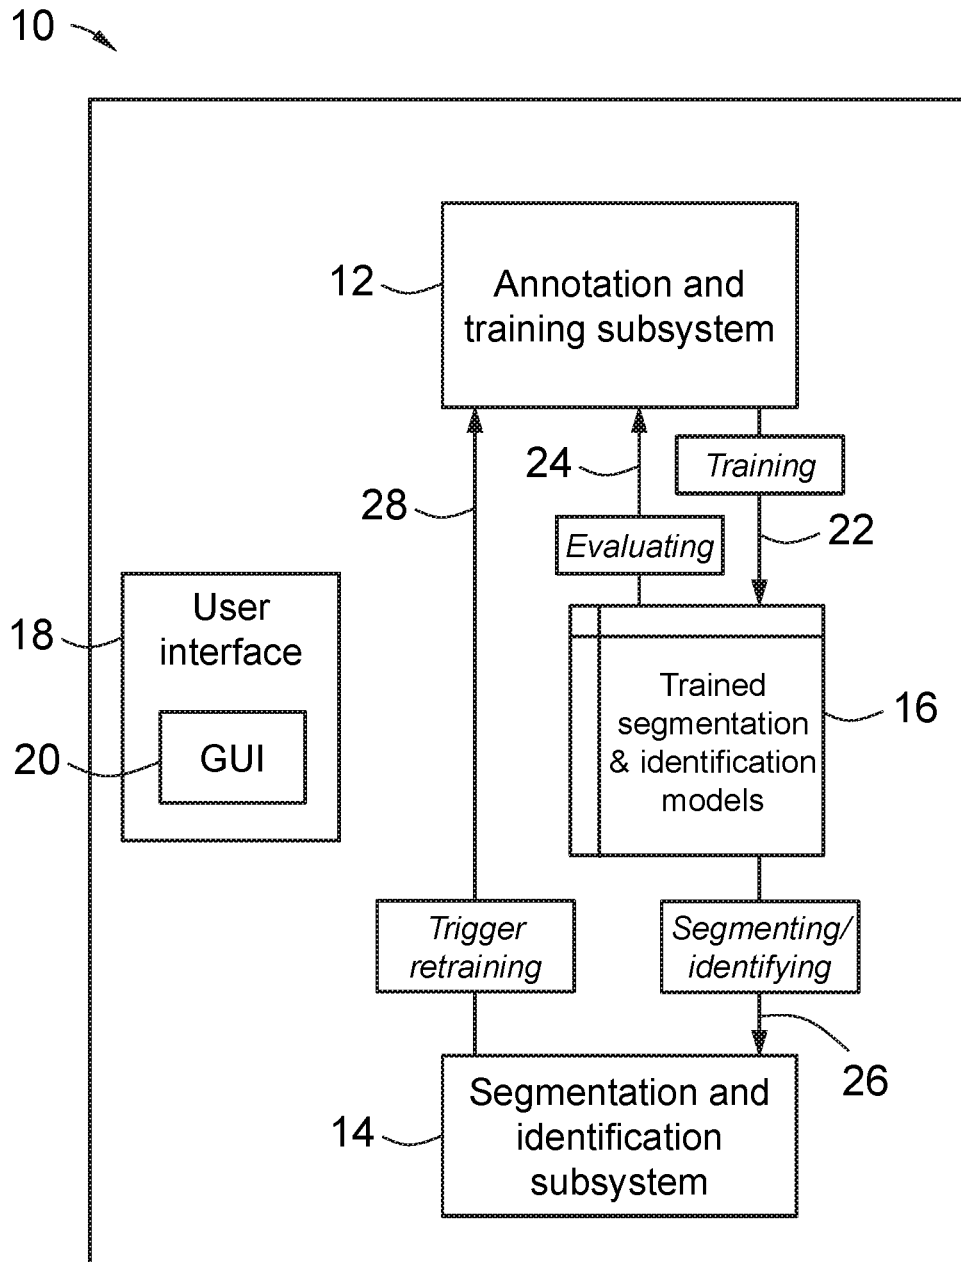 10
12
Annotation and
training subsystem
24
Training
28
22
Evaluating
18
User
interface
20
GUI
Trained
segmentation
& identification
models
16
Trigger
retraining
Segmenting/
identifying
26
14
Segmentation and
identification
subsystem